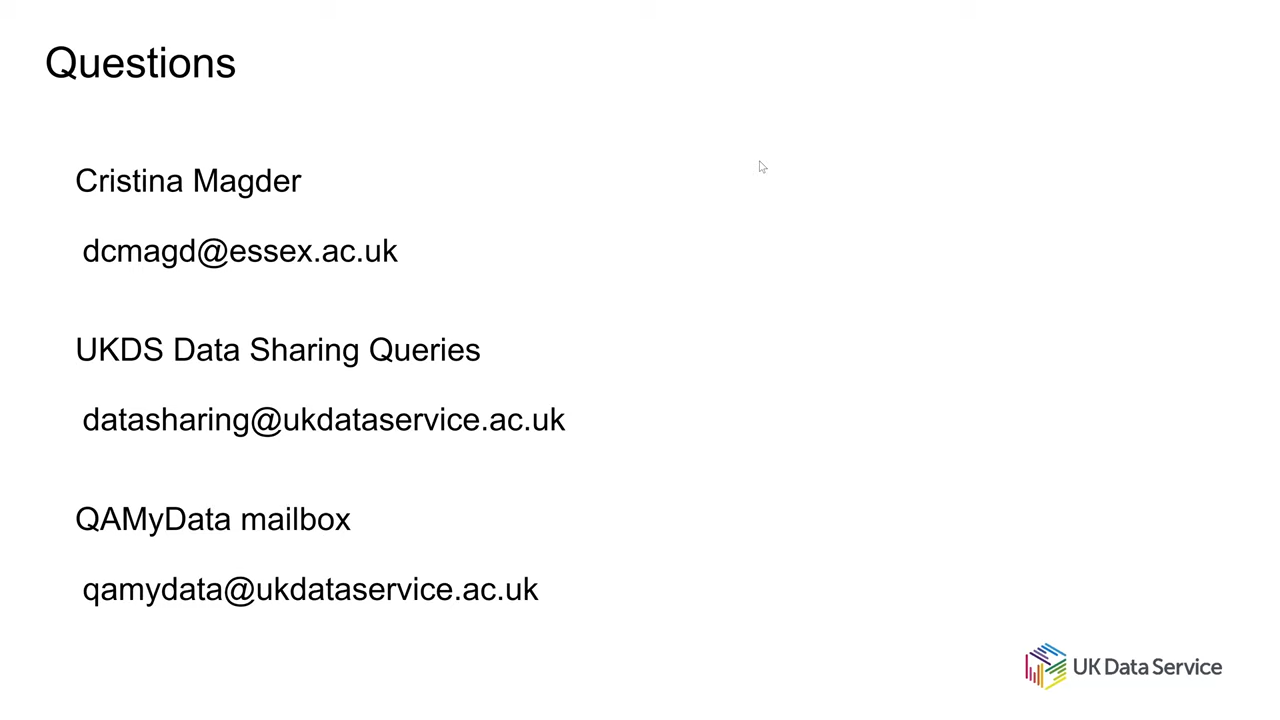 Questions
Cristina Magder
dcmagd@essex.ac.uk
UKDS Data Sharing Queries
datasharing@ukdataservice.ac.uk
QAMyData mailbox
qamydata@ukdataservice.ac.uk
UK Data Service